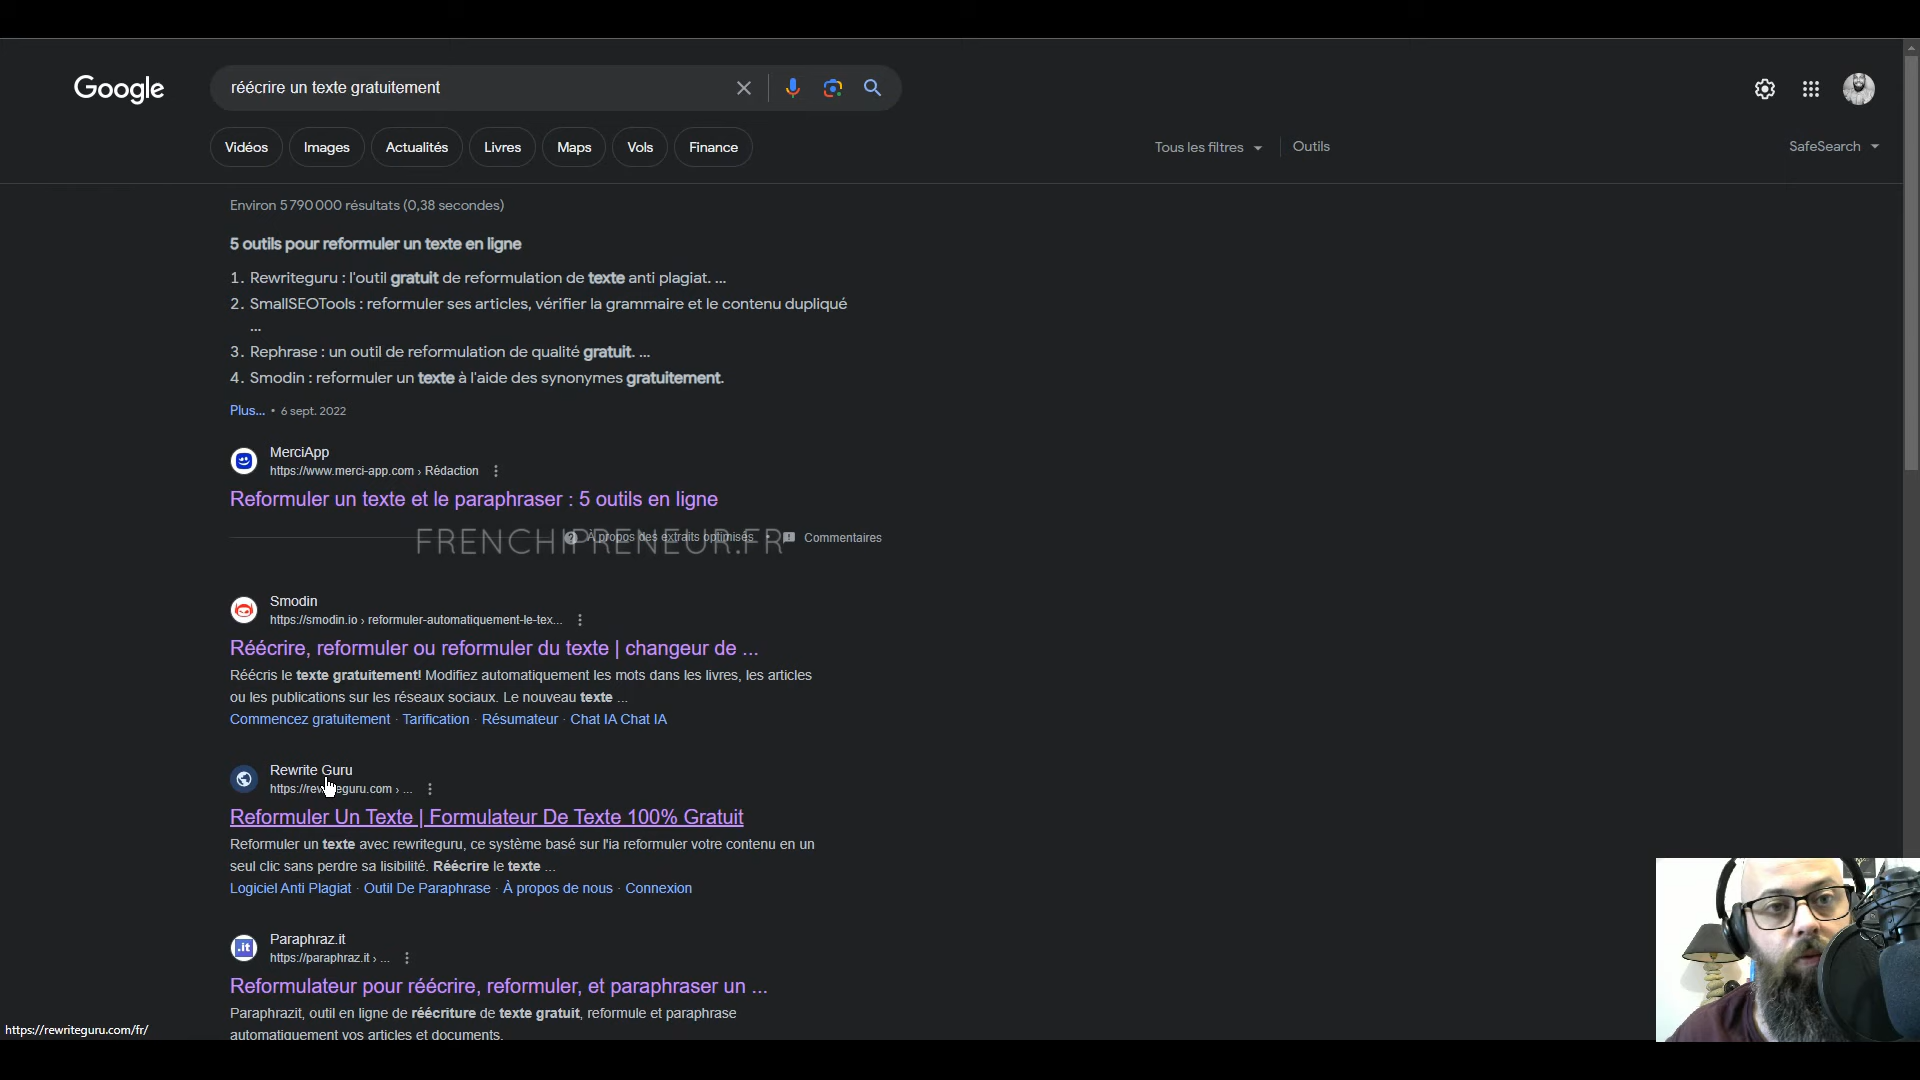 Google
réécrire un texte gratuitement
Vidéos
Images
Actualités
Livres
Maps
Vols
Finance
Tous les filtres
Outils
SafeSearch
Environ 5 790 000 résultats (0,38 secondes)
5 outils pour reformuler un texte en ligne
1. Rewriteguru : l'outil gratuit de reformulation de texte anti plagiat. ...
2. SmallSEOTools : reformuler ses articles, vérifier la grammaire et le contenu dupliqué
...
3. Rephrase : un outil de reformulation de qualité gratuit. ...
4. Smodin : reformuler un texte à l'aide des synonymes gratuitement.
Plus... • 6 sept. 2022
MerciApp
https://www.merci-app.com › Rédaction
Reformuler un texte et le paraphraser : 5 outils en ligne
FRENCHIPRENEUR.FR
À propos des extraits optimisés • Commentaires
Smodin
https://smodin.io › reformuler-automatiquement-le-tex...
Réécrire, reformuler ou reformuler du texte | changeur de ...
Réécris le texte gratuitement! Modifiez automatiquement les mots dans les livres, les articles
ou les publications sur les réseaux sociaux. Le nouveau texte ...
Commencez gratuitement · Tarification · Résumateur · Chat IA Chat IA
Rewrite Guru
https://rewriteguru.com › ...
Reformuler Un Texte | Formulateur De Texte 100% Gratuit
Reformuler un texte avec rewriteguru, ce système basé sur l'ia reformuler votre contenu en un
seul clic sans perdre sa lisibilité. Réécrire le texte ...
Logiciel Anti Plagiat · Outil De Paraphrase · À propos de nous · Connexion
Paraphraz.it
.it
https://paraphraz.it › ...
Reformulateur pour réécrire, reformuler, et paraphraser un ...
Paraphrazit, outil en ligne de réécriture de texte gratuit, reformule et paraphrase
automatiquement vos articles et documents.
https://rewriteguru.com/fr/